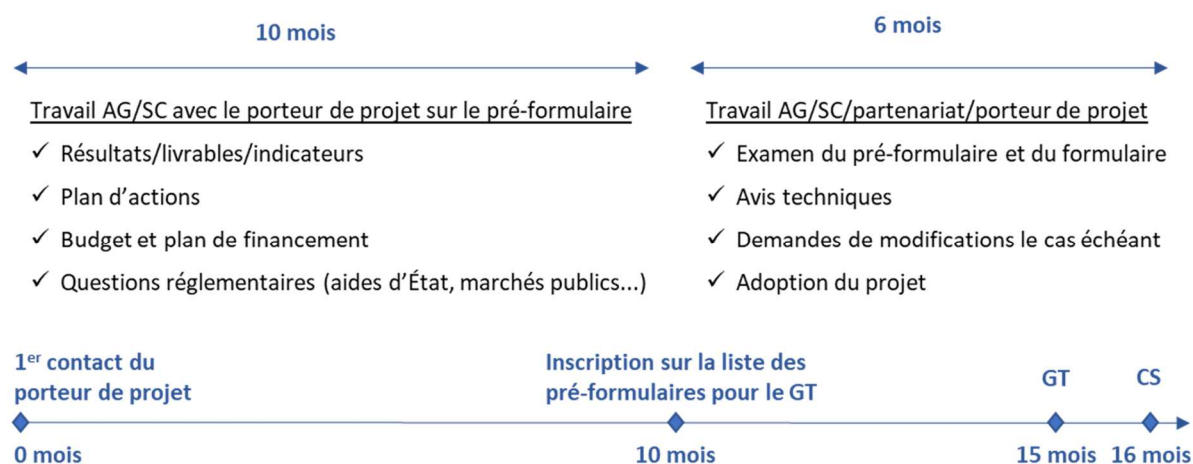 10 mois
6 mois
Travail AG/SC avec le porteur de projet sur le pré-formulaire
✓ Résultats/livrables/indicateurs
✓ Plan d’actions
✓ Budget et plan de financement
✓ Questions réglementaires (aides d’État, marchés publics...)
Travail AG/SC/partenariat/porteur de projet
✓ Examen du pré-formulaire et du formulaire
✓ Avis techniques
✓ Demandes de modifications le cas échéant
✓ Adoption du projet
1er contact du
porteur de projet
Inscription sur la liste des
pré-formulaires pour le GT
GT
CS
0 mois
10 mois
15 mois
16 mois